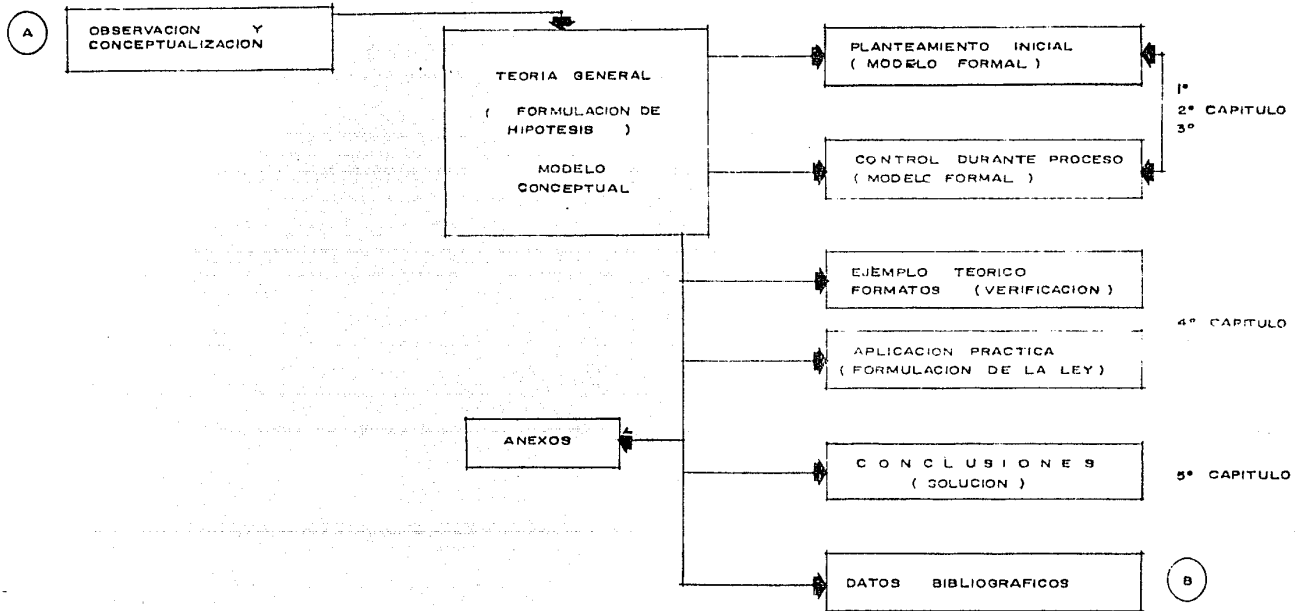 A
OBSERVACION Y
CONCEPTUALIZACION
TEORIA GENERAL
( FORMULACION DE
HIPOTESIS )
MODELO
CONCEPTUAL
PLANTEAMIENTO INICIAL
( MODELO FORMAL )
1°
2° CAPITULO
3°
CONTROL DURANTE PROCESO
( MODELO FORMAL )
EJEMPLO TEORICO
FORMATOS ( VERIFICACION )
4° CAPITULO
APLICACION PRACTICA
( FORMULACION DE LA LEY )
ANEXOS
C O N C L U S I O N E S
( SOLUCION )
5° CAPITULO
DATOS BIBLIOGRAFICOS
B